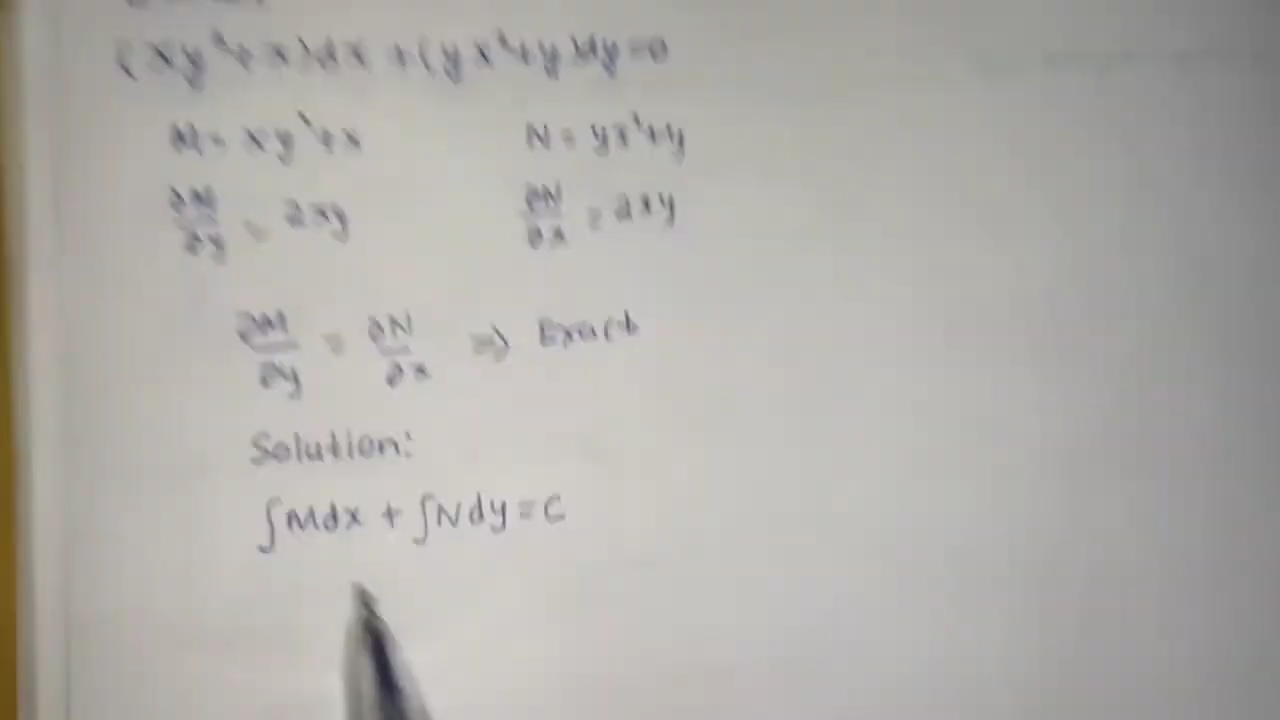 (xy²+x)dx+(yx²+y)dy=0
M=xy²+x N=yx²+y
∂M/∂y = 2xy ∂N/∂x = 2xy
∂M/∂y = ∂N/∂x ⇒ Exact
Solution:
∫Mdx + ∫Ndy=C